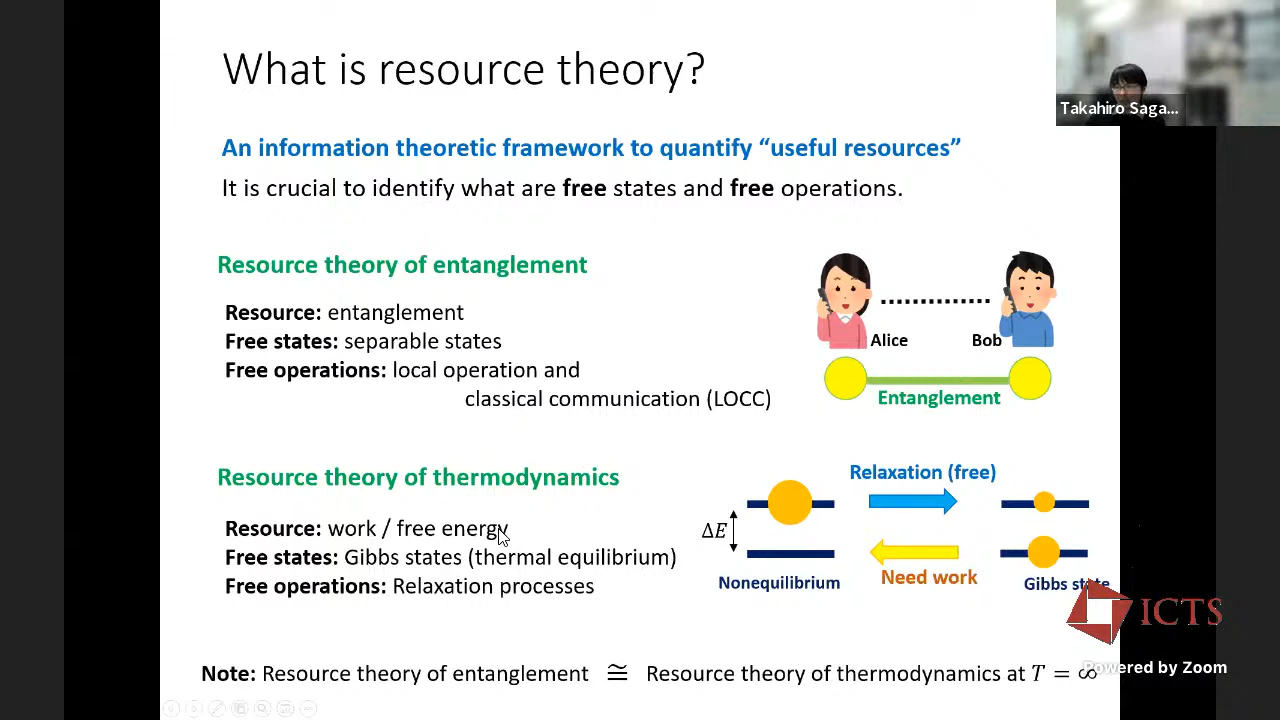 What is resource theory?
Takahiro Saga...
An information theoretic framework to quantify “useful resources”
It is crucial to identify what are free states and free operations.
Resource theory of entanglement
Resource: entanglement
Free states: separable states
Free operations: local operation and
classical communication (LOCC)
Alice
Bob
Entanglement
Resource theory of thermodynamics
Resource: work / free energy
Free states: Gibbs states (thermal equilibrium)
Free operations: Relaxation processes
Relaxation (free)
ΔE
Need work
Nonequilibrium
Gibbs state
ICTS
Note: Resource theory of entanglement ≅ Resource theory of thermodynamics at T = ∞
Powered by Zoom